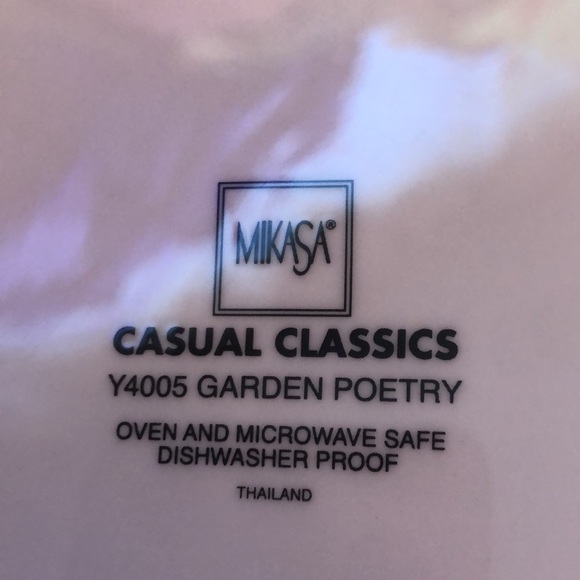 MIKASA®
CASUAL CLASSICS
Y4005 GARDEN POETRY
OVEN AND MICROWAVE SAFE
DISHWASHER PROOF
THAILAND